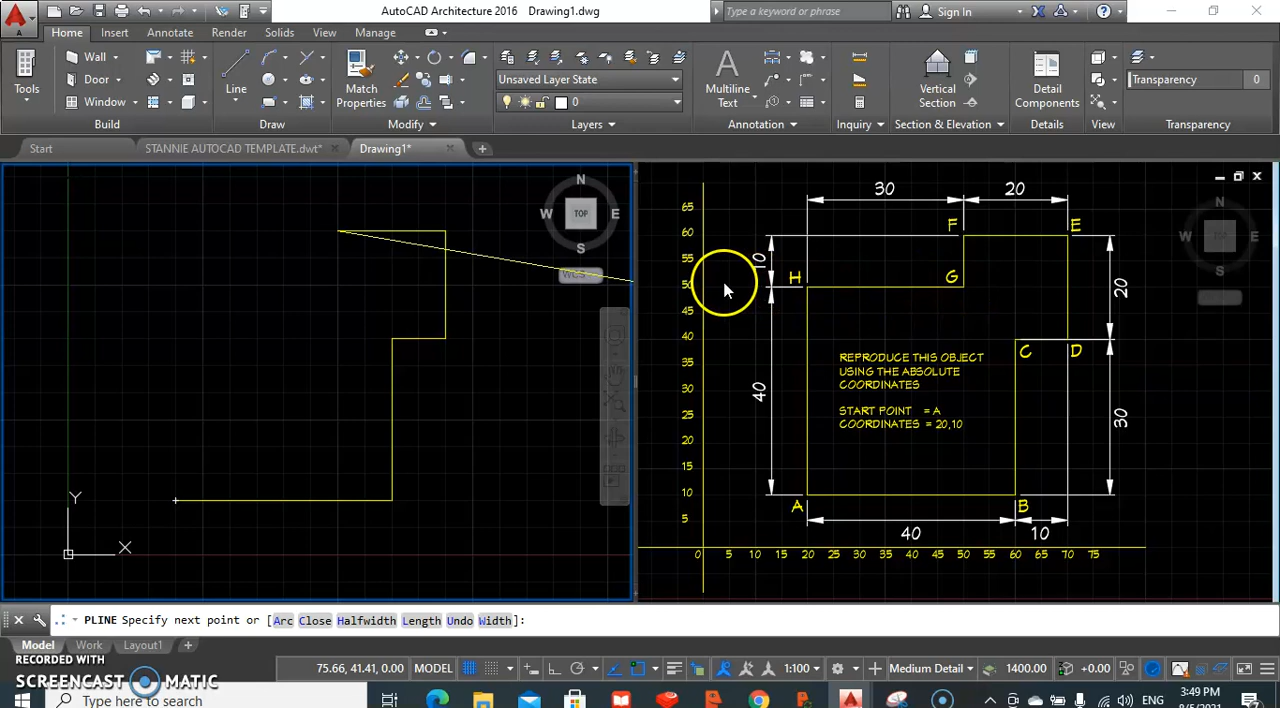 AutoCAD Architecture 2016 Drawing1.dwg
Type a keyword or phrase
Sign In
A
Home Insert Annotate Render Solids View Manage
Tools
Wall
Door
Window
Line
Match
Properties
Unsaved Layer State
0
Multiline
Text
Vertical
Section
Detail
Components
Transparency 0
Build Draw Modify Layers Annotation Inquiry Section & Elevation Details View Transparency
Start STANNIE AUTOCAD TEMPLATE.dwt* Drawing1*
N
W TOP E
S
WCS
Y
X
N
W TOP E
S
30 20
65
60
55
50
45
40
35
30
25
20
15
10
5
F E
10
H G
20
C D
REPRODUCE THIS OBJECT
USING THE ABSOLUTE
COORDINATES
START POINT = A
COORDINATES = 20,10
40
30
A B
40 10
0 5 10 15 20 25 30 35 40 45 50 55 60 65 70 75
PLINE Specify next point or [Arc Close Halfwidth Length Undo Width]:
Model Work Layout1
RECORDED WITH
SCREENCAST MATIC
75.66, 41.41, 0.00 MODEL 1:100 Medium Detail 1400.00 +0.00
Type here to search
ENG
3:49 PM